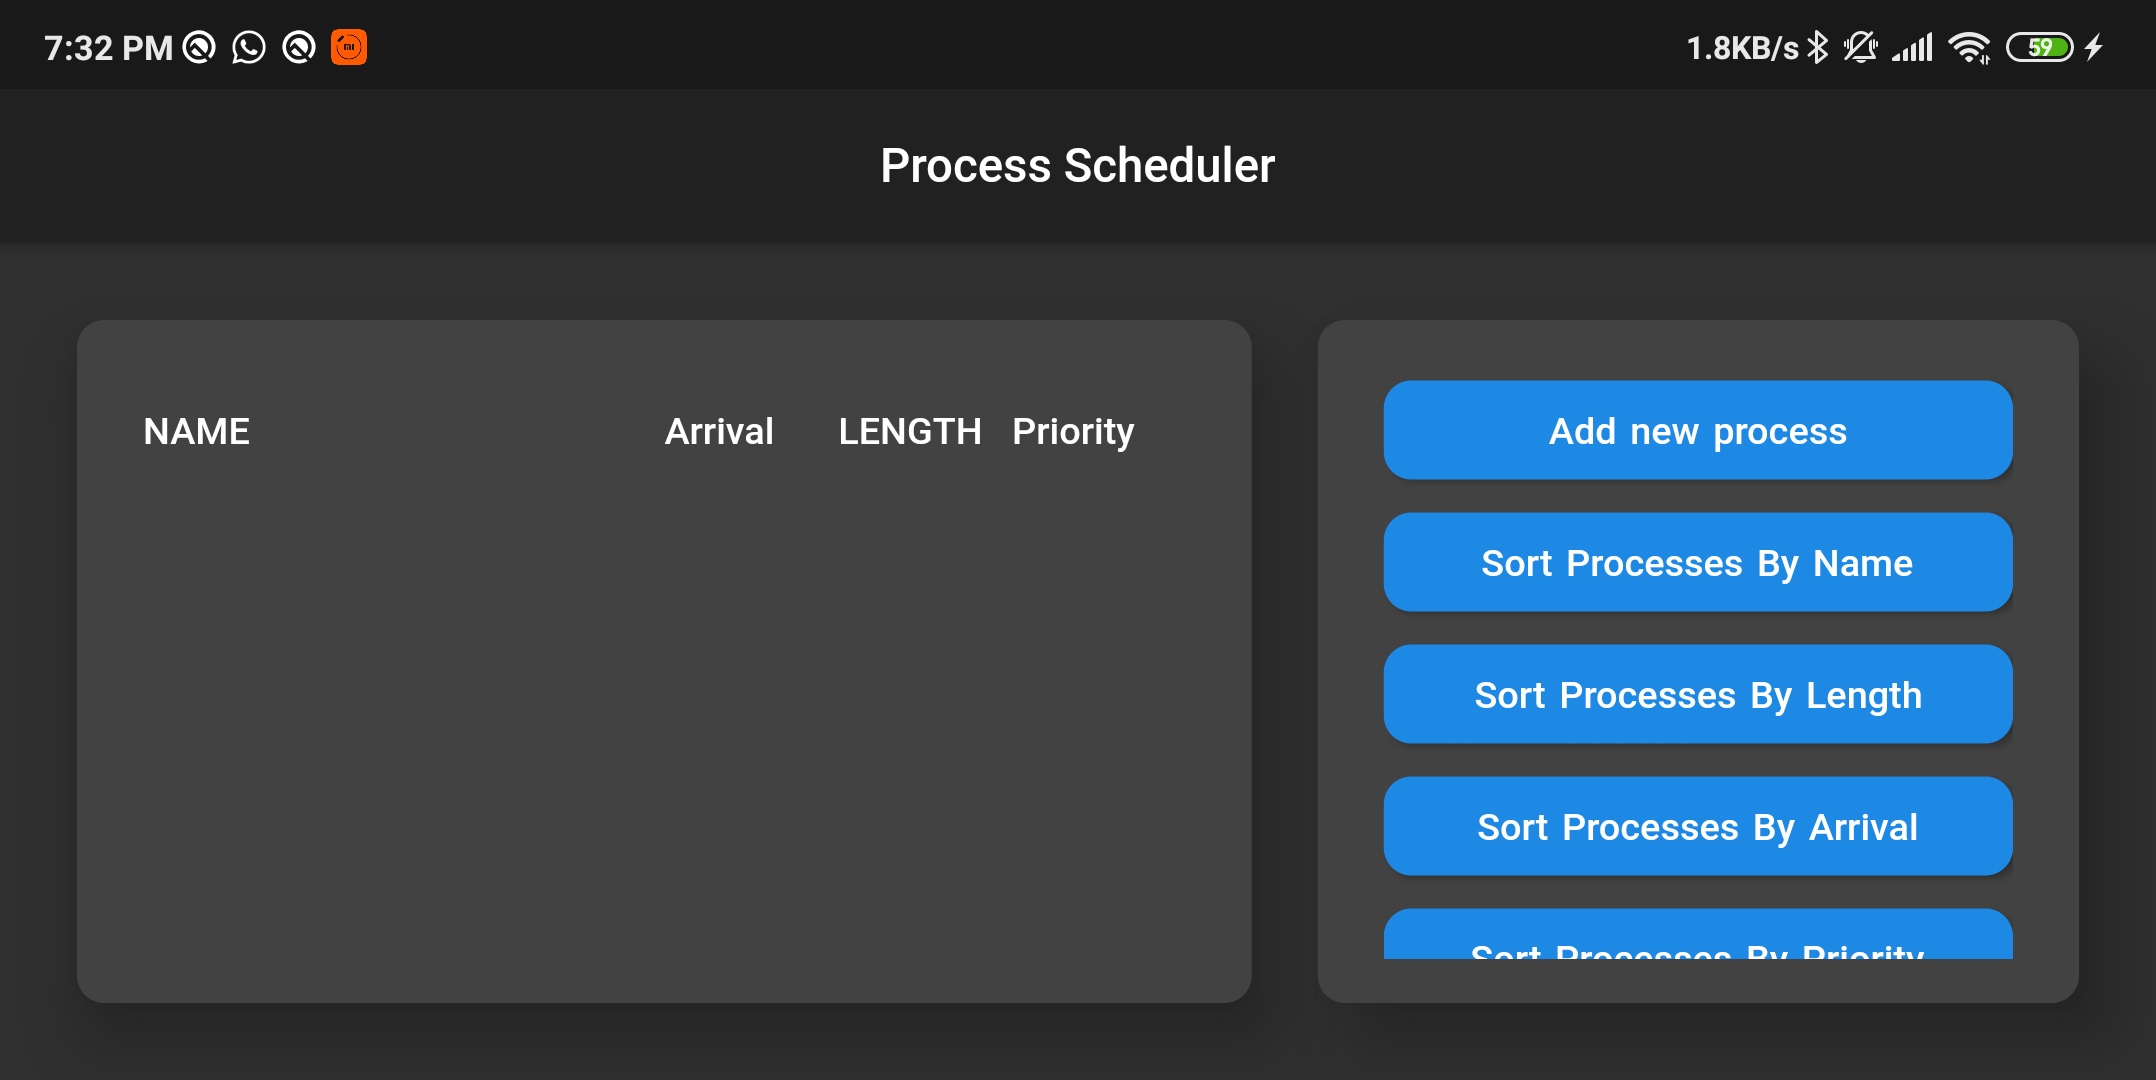 7:32 PM
1.8KB/s
59
Process Scheduler
NAME Arrival LENGTH Priority
Add new process
Sort Processes By Name
Sort Processes By Length
Sort Processes By Arrival
Sort Processes By Priority